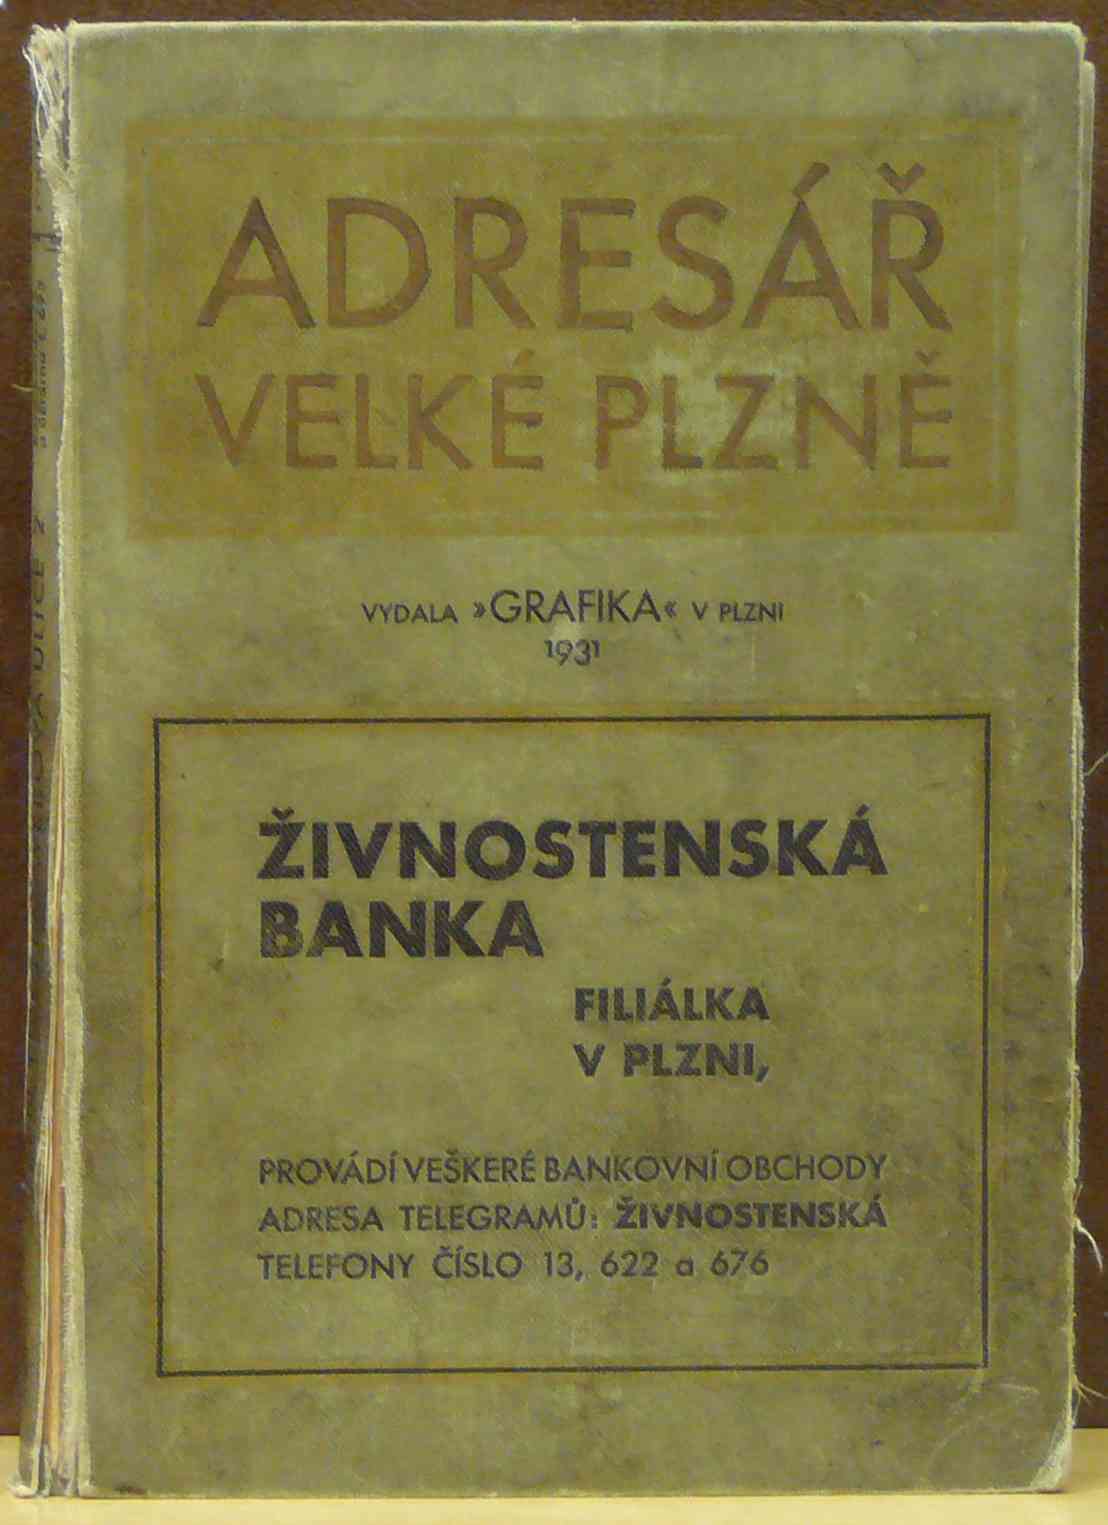 ADRESÁŘ
VELKÉ PLZNĚ
VYDALA »GRAFIKA« V PLZNI
1931
ŽIVNOSTENSKÁ
BANKA
FILIÁLKA
V PLZNI,
PROVÁDÍ VEŠKERÉ BANKOVNÍ OBCHODY
ADRESA TELEGRAMŮ: ŽIVNOSTENSKÁ
TELEFONY ČÍSLO 13, 622 a 676